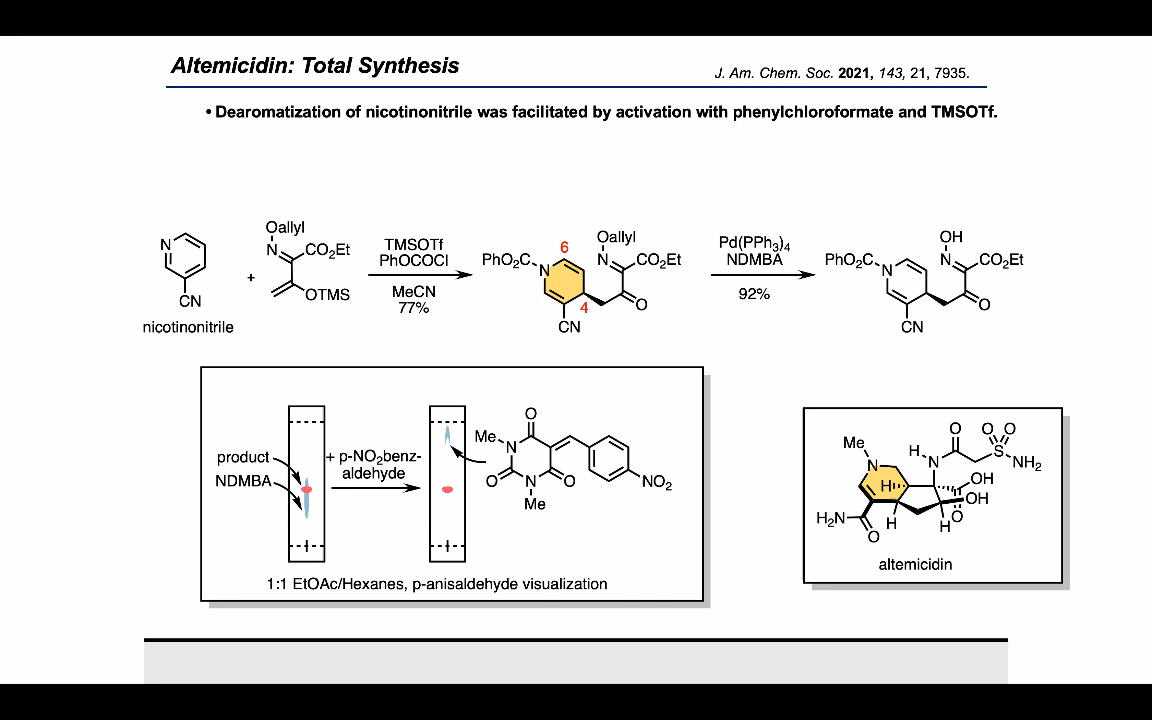 Altemicidin: Total Synthesis
J. Am. Chem. Soc. 2021, 143, 21, 7935.
• Dearomatization of nicotinonitrile was facilitated by activation with phenylchloroformate and TMSOTf.
N
CN
nicotinonitrile
+
Oallyl
N
CO2Et
OTMS
TMSOTf
PhOCOCl
MeCN
77%
PhO2C
N
6
4
CN
Oallyl
N
CO2Et
O
Pd(PPh3)4
NDMBA
92%
PhO2C
N
CN
OH
N
CO2Et
O
product
NDMBA
+ p-NO2benz-
aldehyde
O
Me
N
O
N
O
Me
NO2
1:1 EtOAc/Hexanes, p-anisaldehyde visualization
Me
N
H
N
O
O O
S
NH2
H
OH
OH
O
H2N
O
H
H
altemicidin